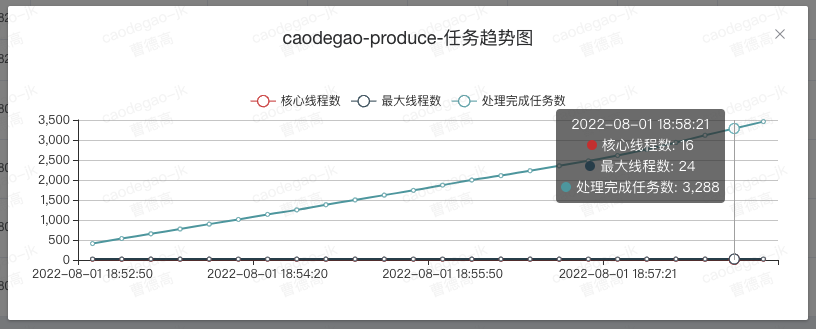 caodegao-produce-任务趋势图
核心线程数 最大线程数 处理完成任务数
3,500
3,000
2,500
2,000
1,500
1,000
500
0
2022-08-01 18:58:21
核心线程数: 16
最大线程数: 24
处理完成任务数: 3,288
2022-08-01 18:52:50 2022-08-01 18:54:20 2022-08-01 18:55:50 2022-08-01 18:57:21
caodegao-jk
曹德高